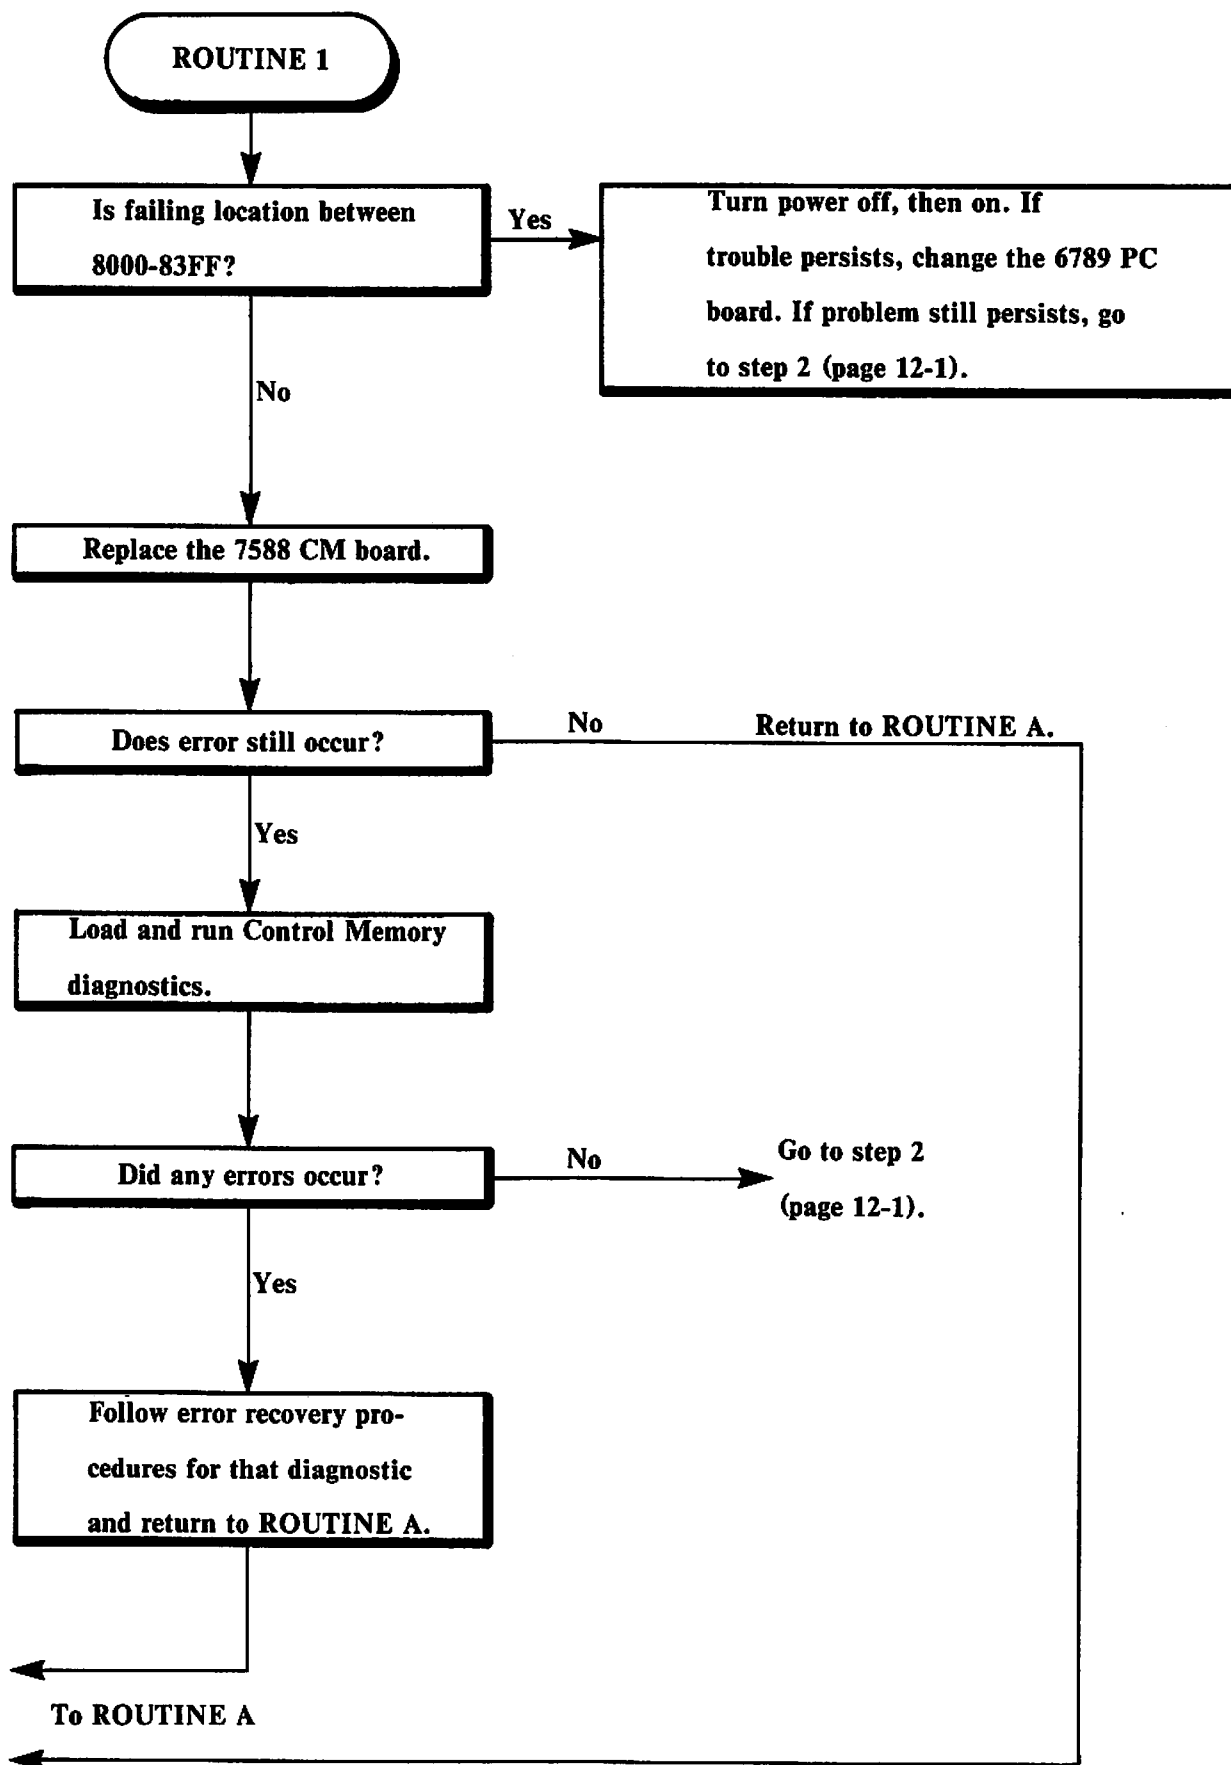 ROUTINE 1
Is failing location between
8000-83FF?
Yes
Turn power off, then on. If
trouble persists, change the 6789 PC
board. If problem still persists, go
to step 2 (page 12-1).
No
Replace the 7588 CM board.
Does error still occur?
No
Return to ROUTINE A.
Yes
Load and run Control Memory
diagnostics.
Did any errors occur?
No
Go to step 2
(page 12-1).
Yes
Follow error recovery pro-
cedures for that diagnostic
and return to ROUTINE A.
To ROUTINE A